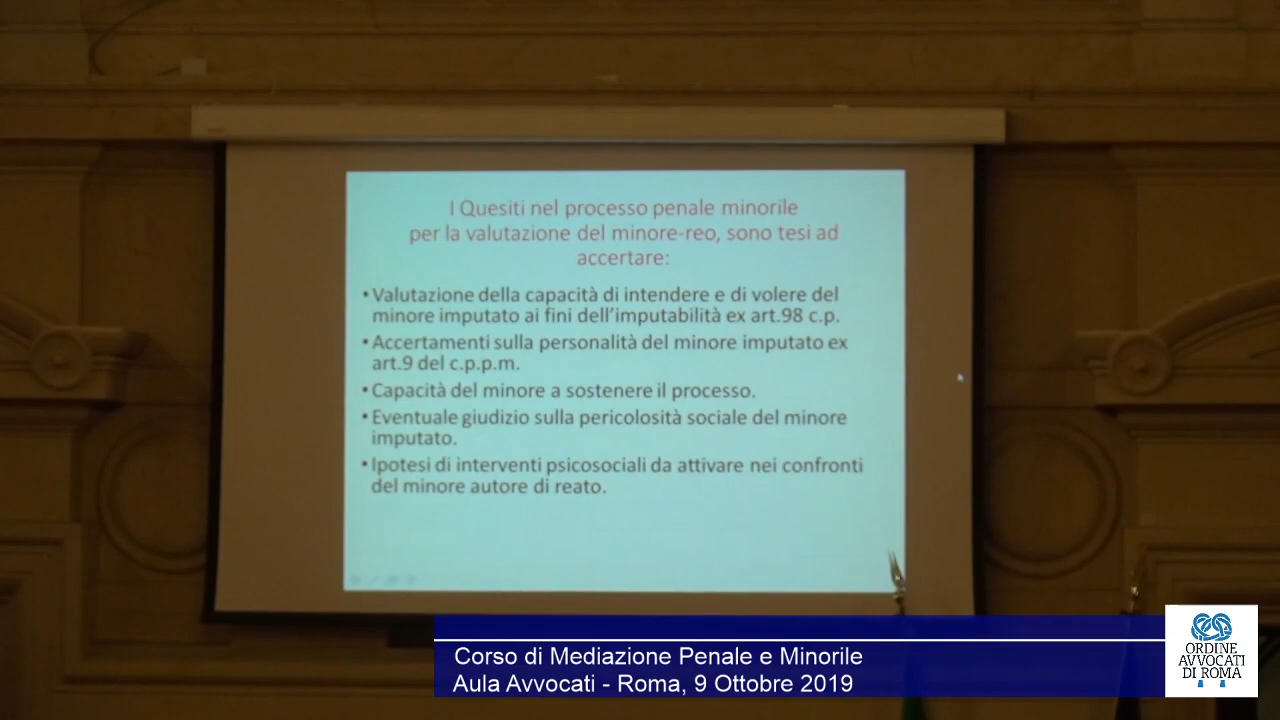 I Quesiti nel processo penale minorile
per la valutazione del minore-reo, sono tesi ad
accertare:
• Valutazione della capacità di intendere e di volere del
minore imputato ai fini dell'imputabilità ex art.98 c.p.
• Accertamenti sulla personalità del minore imputato ex
art.9 del c.p.p.m.
• Capacità del minore a sostenere il processo.
• Eventuale giudizio sulla pericolosità sociale del minore
imputato.
• Ipotesi di interventi psicosociali da attivare nei confronti
del minore autore di reato.
Corso di Mediazione Penale e Minorile
Aula Avvocati - Roma, 9 Ottobre 2019
ORDINE
AVVOCATI
DI ROMA